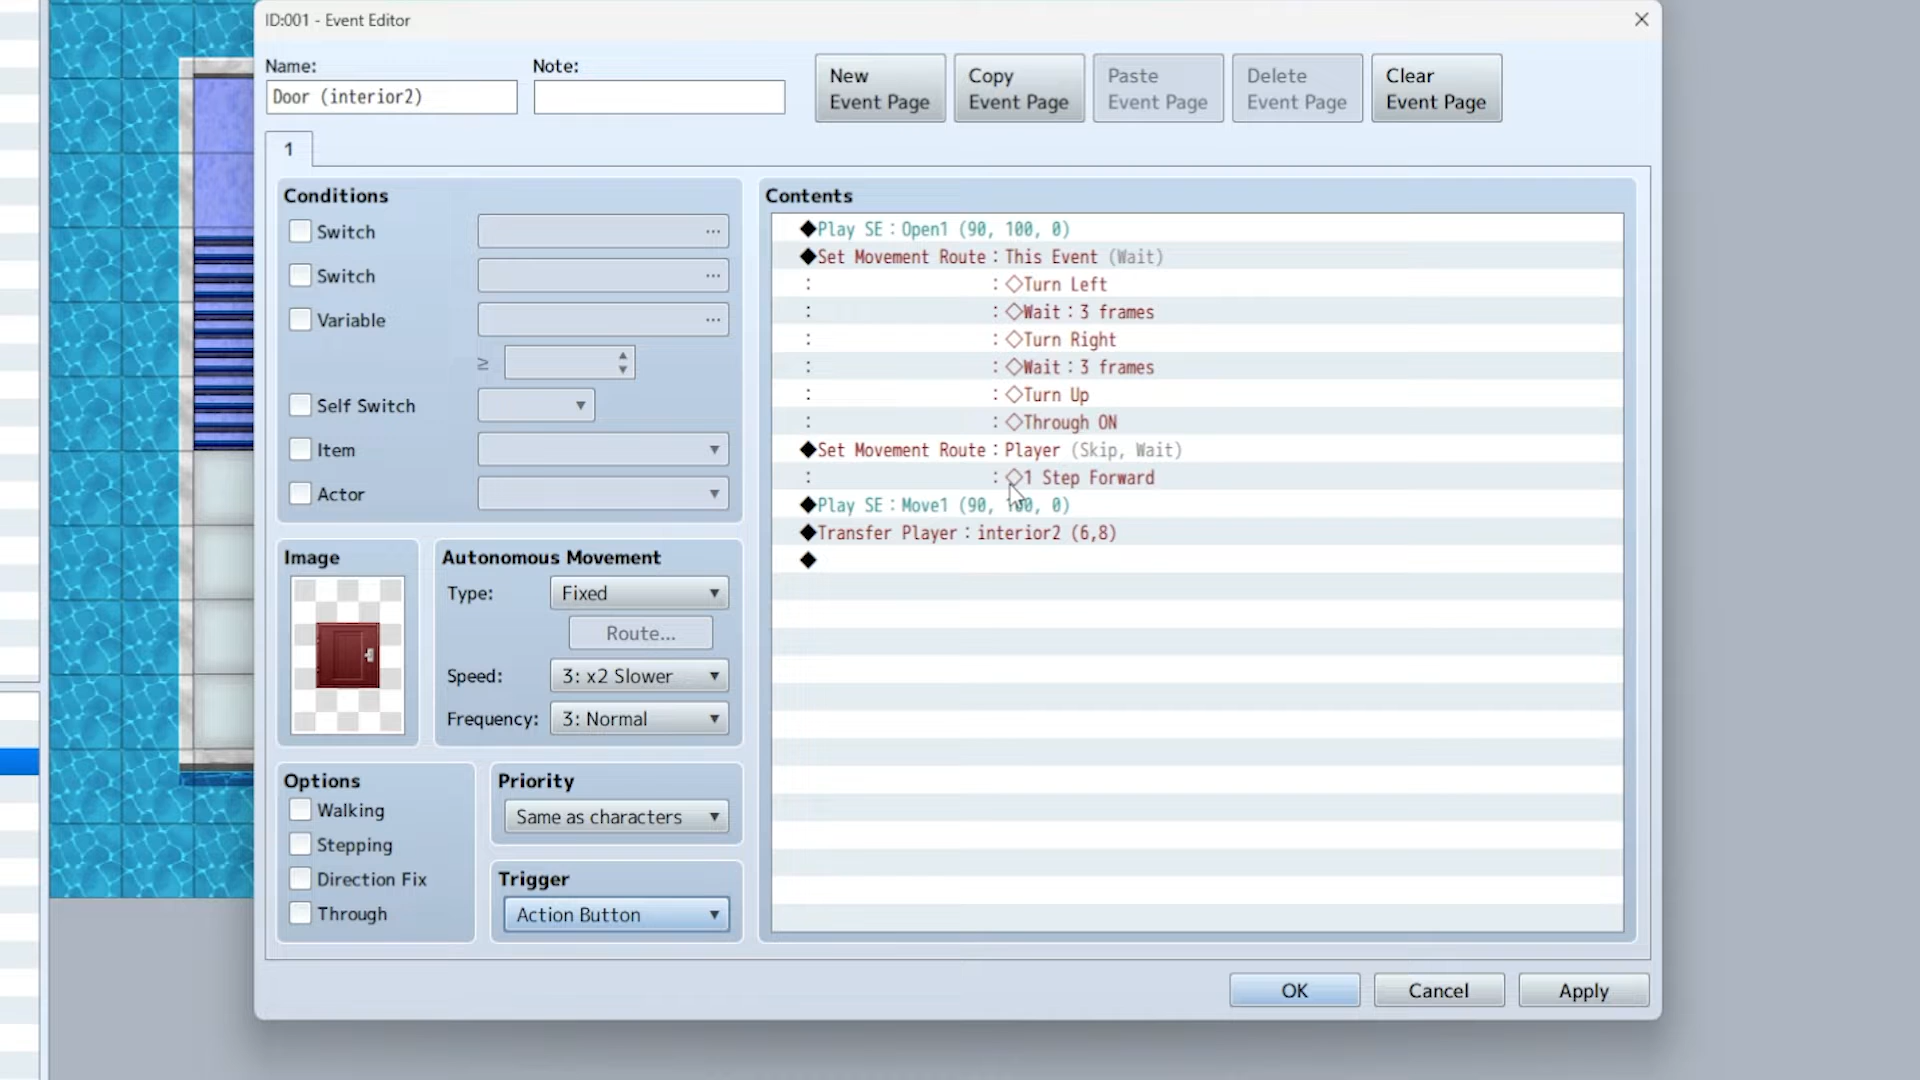 ID:001 - Event Editor
Name:
Note:
Door (interior2)
New
Event Page
Copy
Event Page
Paste
Event Page
Delete
Event Page
Clear
Event Page
1
Conditions
Switch
...
Switch
...
Variable
...
≥
Self Switch
Item
Actor
Image
Autonomous Movement
Type:
Fixed
Route...
Speed:
3: x2 Slower
Frequency:
3: Normal
Options
Walking
Stepping
Direction Fix
Through
Priority
Same as characters
Trigger
Action Button
Contents
◆Play SE : Open1 (90, 100, 0)
◆Set Movement Route : This Event (Wait)
: : ◇Turn Left
: : ◇Wait : 3 frames
: : ◇Turn Right
: : ◇Wait : 3 frames
: : ◇Turn Up
: : ◇Through ON
◆Set Movement Route : Player (Skip, Wait)
: : ◇1 Step Forward
◆Play SE : Move1 (90, 100, 0)
◆Transfer Player : interior2 (6,8)
◆
OK
Cancel
Apply